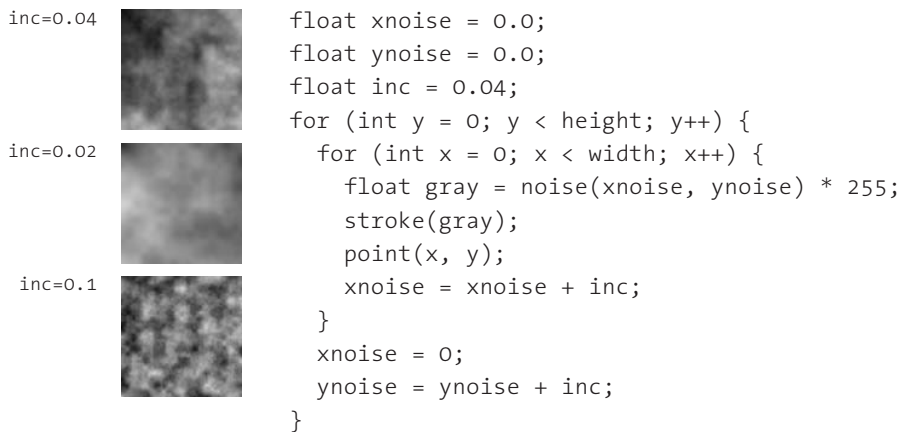 inc=0.04
float xnoise = 0.0;
float ynoise = 0.0;
float inc = 0.04;
for (int y = 0; y < height; y++) {
inc=0.02
for (int x = 0; x < width; x++) {
float gray = noise(xnoise, ynoise) * 255;
stroke(gray);
point(x, y);
inc=0.1
xnoise = xnoise + inc;
}
xnoise = 0;
ynoise = ynoise + inc;
}